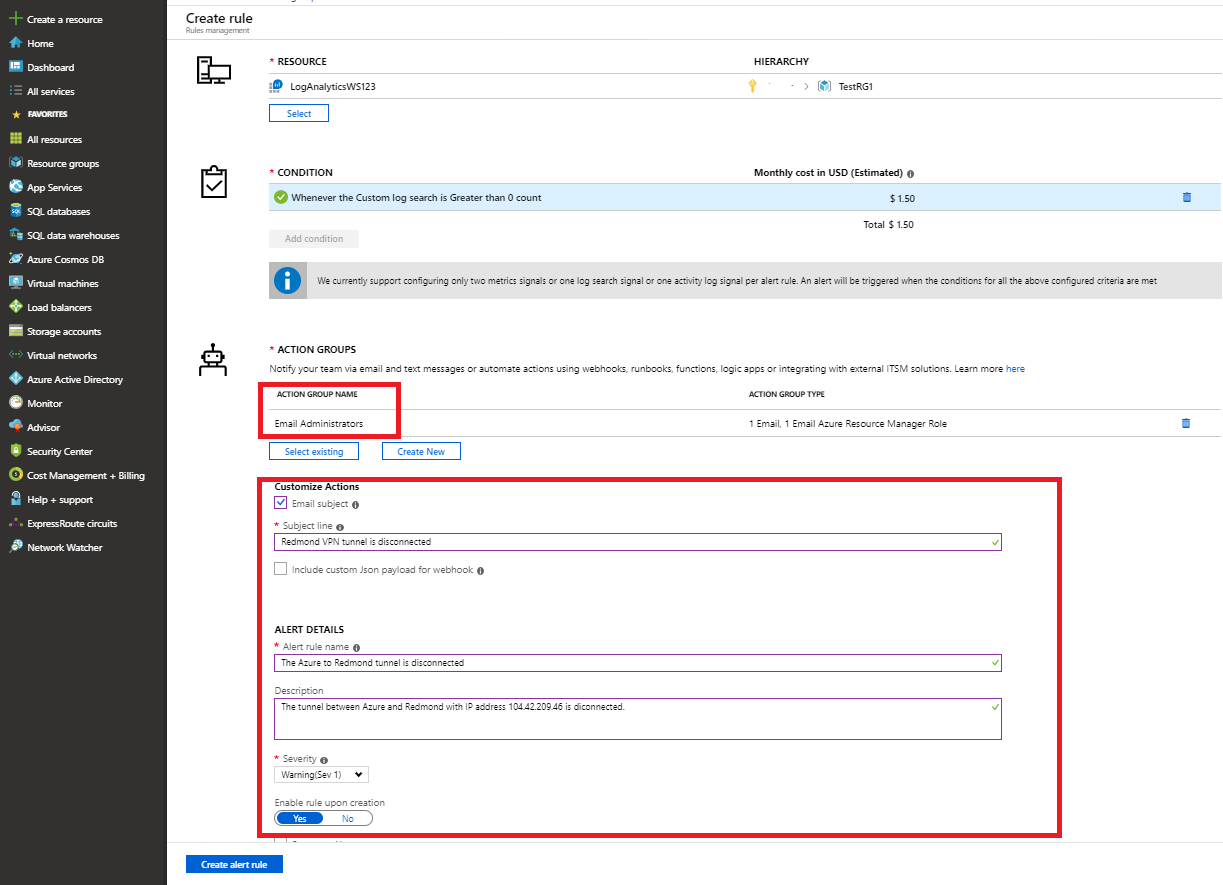 Create a resource
Home
Dashboard
All services
FAVORITES
All resources
Resource groups
App Services
SQL databases
SQL data warehouses
Azure Cosmos DB
Virtual machines
Load balancers
Storage accounts
Virtual networks
Azure Active Directory
Monitor
Advisor
Security Center
Cost Management + Billing
Help + support
ExpressRoute circuits
Network Watcher
Create rule
Rules management
* RESOURCE HIERARCHY
LogAnalyticsWS123 > TestRG1
Select
* CONDITION Monthly cost in USD (Estimated)
Whenever the Custom log search is Greater than 0 count $ 1.50
Total $ 1.50
Add condition
We currently support configuring only two metrics signals or one log search signal or one activity log signal per alert rule. An alert will be triggered when the conditions for all the above configured criteria are met
* ACTION GROUPS
Notify your team via email and text messages or automate actions using webhooks, runbooks, functions, logic apps or integrating with external ITSM solutions. Learn more here
ACTION GROUP NAME ACTION GROUP TYPE
Email Administrators 1 Email, 1 Email Azure Resource Manager Role
Select existing Create New
Customize Actions
Email subject
* Subject line
Redmond VPN tunnel is disconnected
Include custom Json payload for webhook
ALERT DETAILS
* Alert rule name
The Azure to Redmond tunnel is disconnected
Description
The tunnel between Azure and Redmond with IP address 104.42.209.46 is diconnected.
* Severity
Warning(Sev 1)
Enable rule upon creation
Yes No
Create alert rule